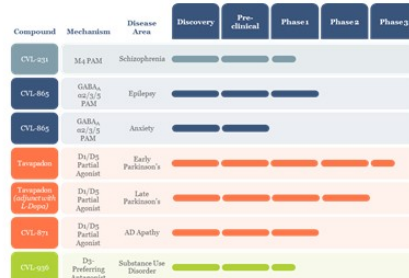 Compound
Mechanism
Disease
Area
Discovery
Pre-
clinical
Phase 1
Phase 2
Phase 3
CVL-231
M4 PAM
Schizophrenia
CVL-865
GABAA
α2/3/5
PAM
Epilepsy
CVL-865
GABAA
α2/3/5
PAM
Anxiety
Tavapadon
D1/D5
Partial
Agonist
Early
Parkinson's
Tavapadon
(adjunct with
L-Dopa)
D1/D5
Partial
Agonist
Late
Parkinson's
CVL-871
D1/D5
Partial
Agonist
AD Apathy
CVL-936
D3-
Preferring
Antagonist
Substance Use
Disorder